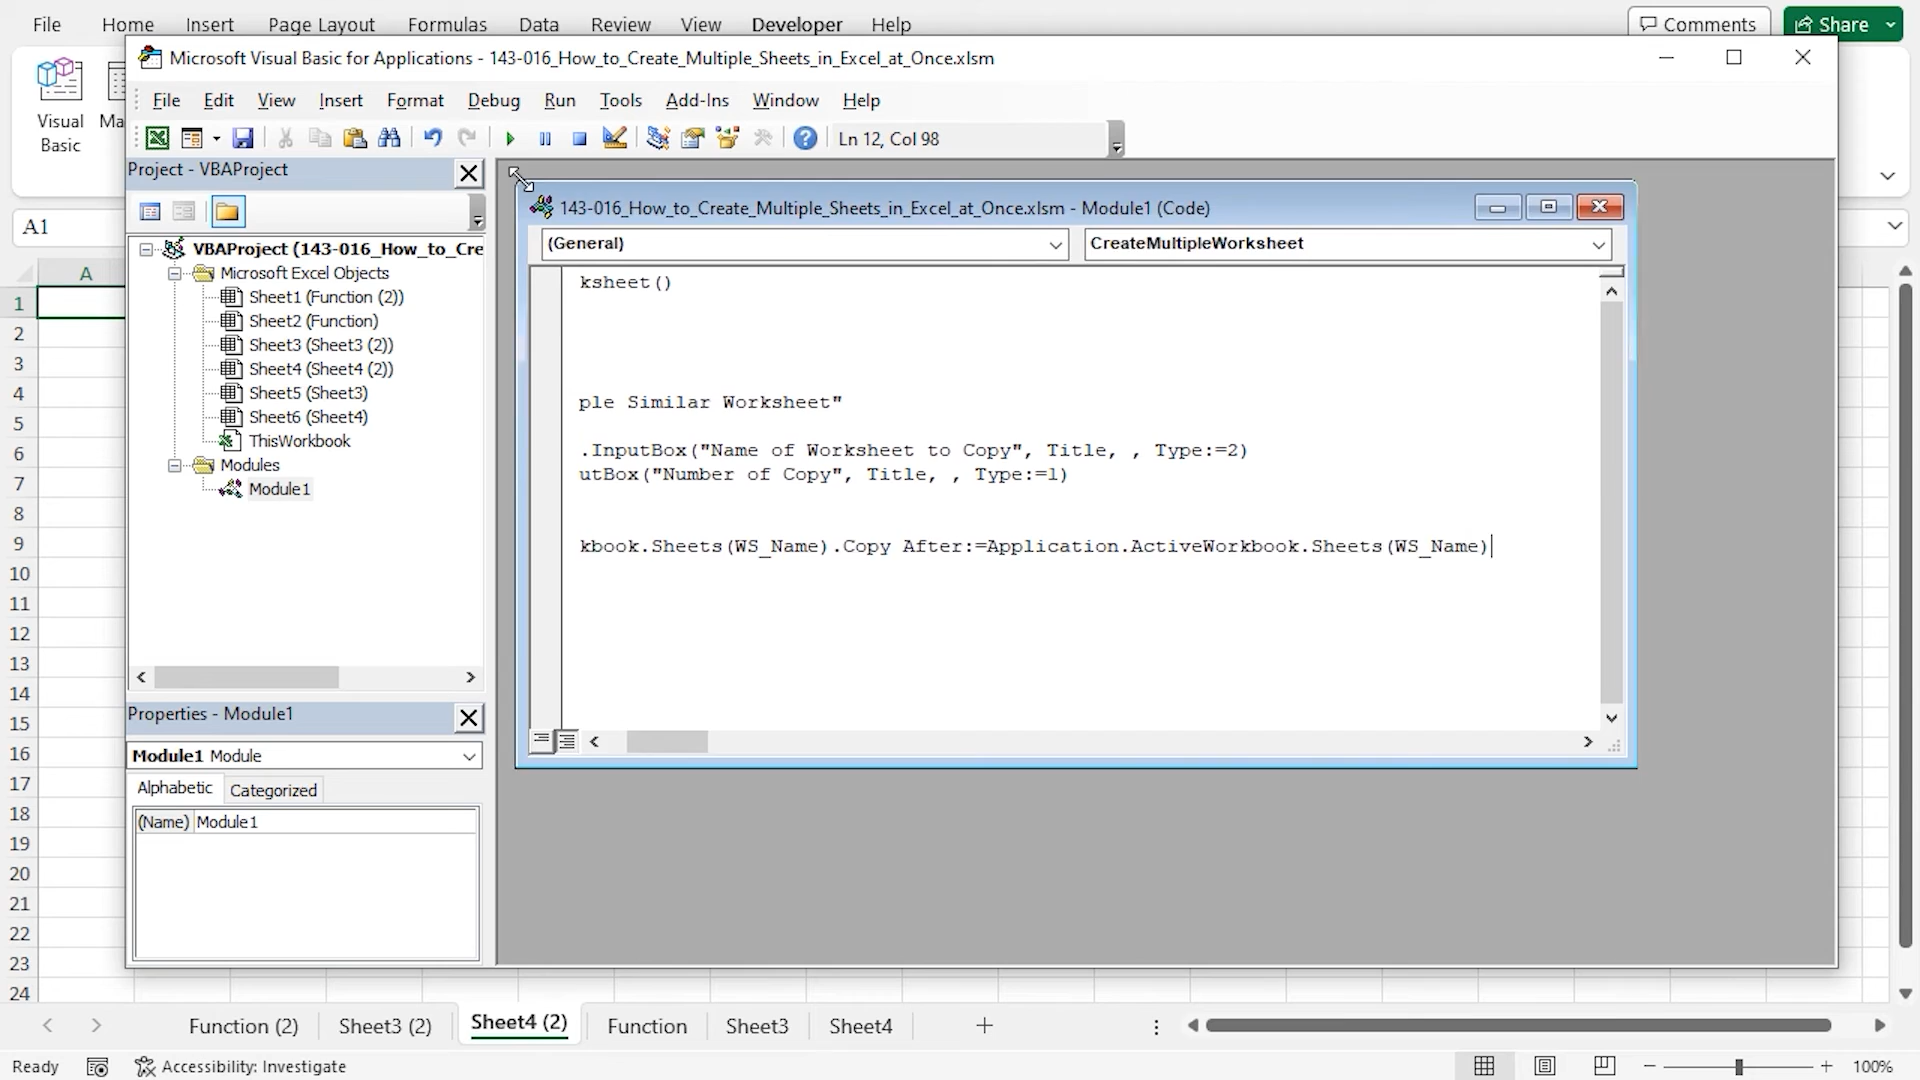 File Home Insert Page Layout Formulas Data Review View Developer Help Comments Share
Microsoft Visual Basic for Applications - 143-016_How_to_Create_Multiple_Sheets_in_Excel_at_Once.xlsm
File Edit View Insert Format Debug Run Tools Add-Ins Window Help
Visual
Basic
Ma
Ln 12, Col 98
Project - VBAProject
A1
VBAProject (143-016_How_to_Cre
Microsoft Excel Objects
Sheet1 (Function (2))
Sheet2 (Function)
Sheet3 (Sheet3 (2))
Sheet4 (Sheet4 (2))
Sheet5 (Sheet3)
Sheet6 (Sheet4)
ThisWorkbook
Modules
Module1
Properties - Module1
Module1 Module
Alphabetic Categorized
(Name) Module1
143-016_How_to_Create_Multiple_Sheets_in_Excel_at_Once.xlsm - Module1 (Code)
(General) CreateMultipleWorksheet
ksheet()
ple Similar Worksheet"
.InputBox("Name of Worksheet to Copy", Title, , Type:=2)
utBox("Number of Copy", Title, , Type:=1)
kbook.Sheets(WS_Name).Copy After:=Application.ActiveWorkbook.Sheets(WS_Name)
A
1
2
3
4
5
6
7
8
9
10
11
12
13
14
15
16
17
18
19
20
21
22
23
24
Function (2) Sheet3 (2) Sheet4 (2) Function Sheet3 Sheet4
Ready Accessibility: Investigate 100%